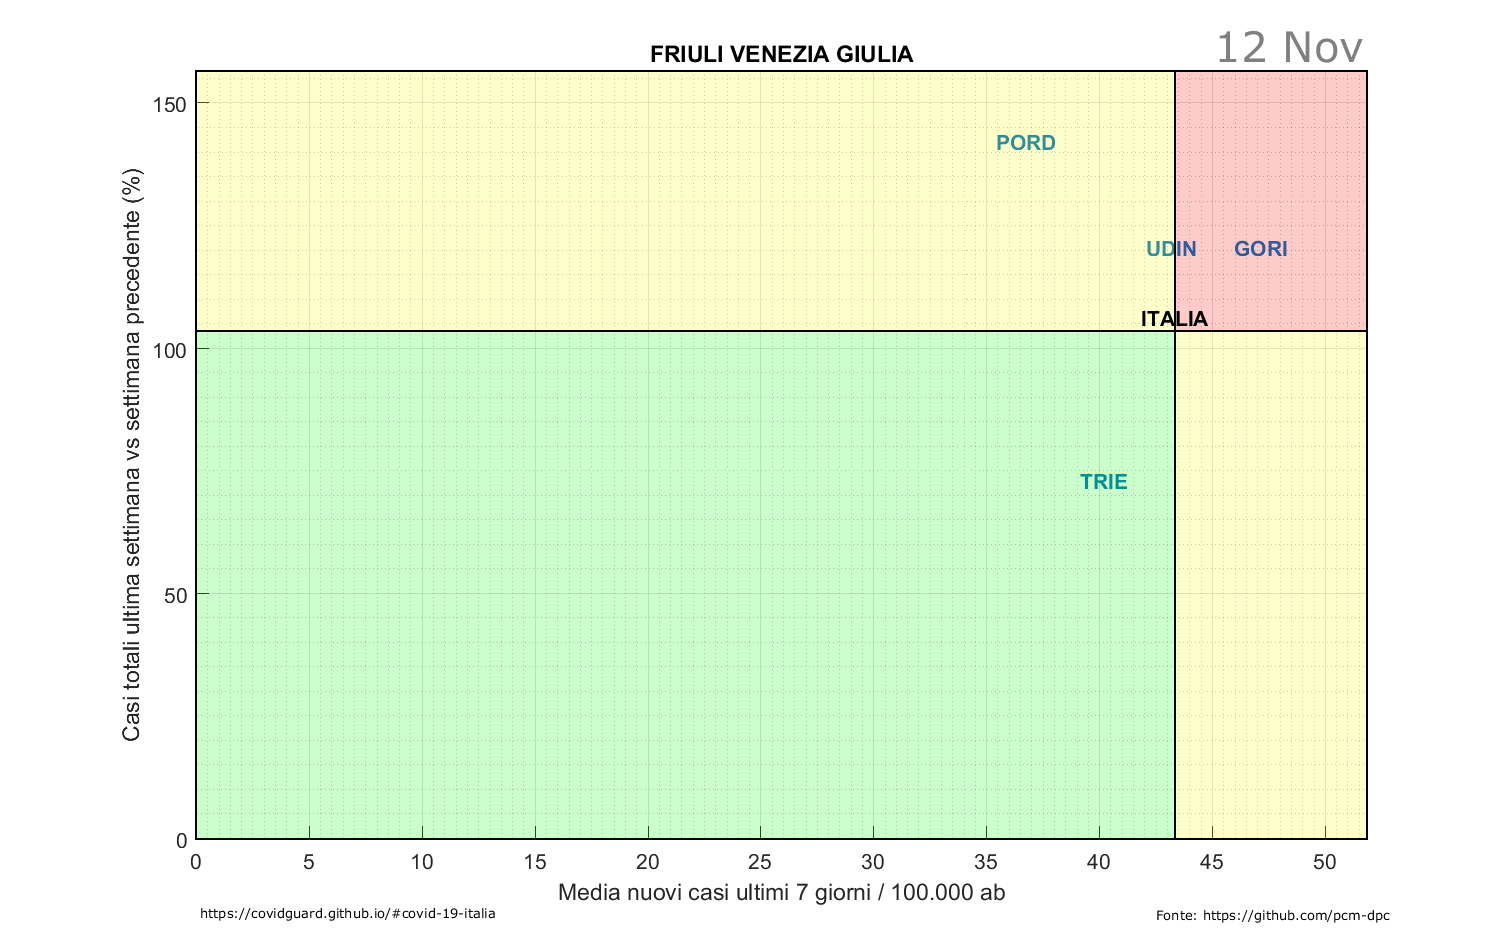 12 Nov
FRIULI VENEZIA GIULIA
Casi totali ultima settimana vs settimana precedente (%)
150
100
50
0
PORD
UDIN
GORI
ITALIA
TRIE
0 5 10 15 20 25 30 35 40 45 50
Media nuovi casi ultimi 7 giorni / 100.000 ab
https://covidguard.github.io/#covid-19-italia
Fonte: https://github.com/pcm-dpc